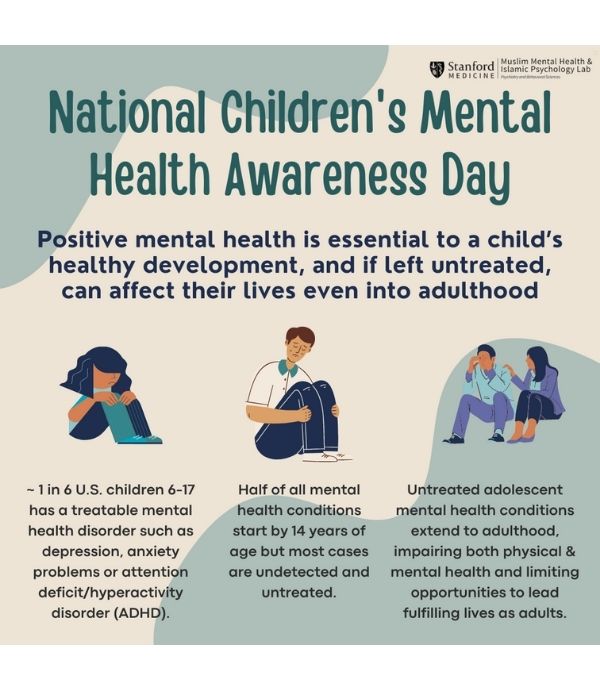 Stanford
MEDICINE
Muslim Mental Health &
Islamic Psychology Lab
Psychiatry and Behavioral Sciences
National Children's Mental
Health Awareness Day
Positive mental health is essential to a child's
healthy development, and if left untreated,
can affect their lives even into adulthood
~ 1 in 6 U.S. children 6-17
has a treatable mental
health disorder such as
depression, anxiety
problems or attention
deficit/hyperactivity
disorder (ADHD).
Half of all mental
health conditions
start by 14 years of
age but most cases
are undetected and
untreated.
Untreated adolescent
mental health conditions
extend to adulthood,
impairing both physical &
mental health and limiting
opportunities to lead
fulfilling lives as adults.